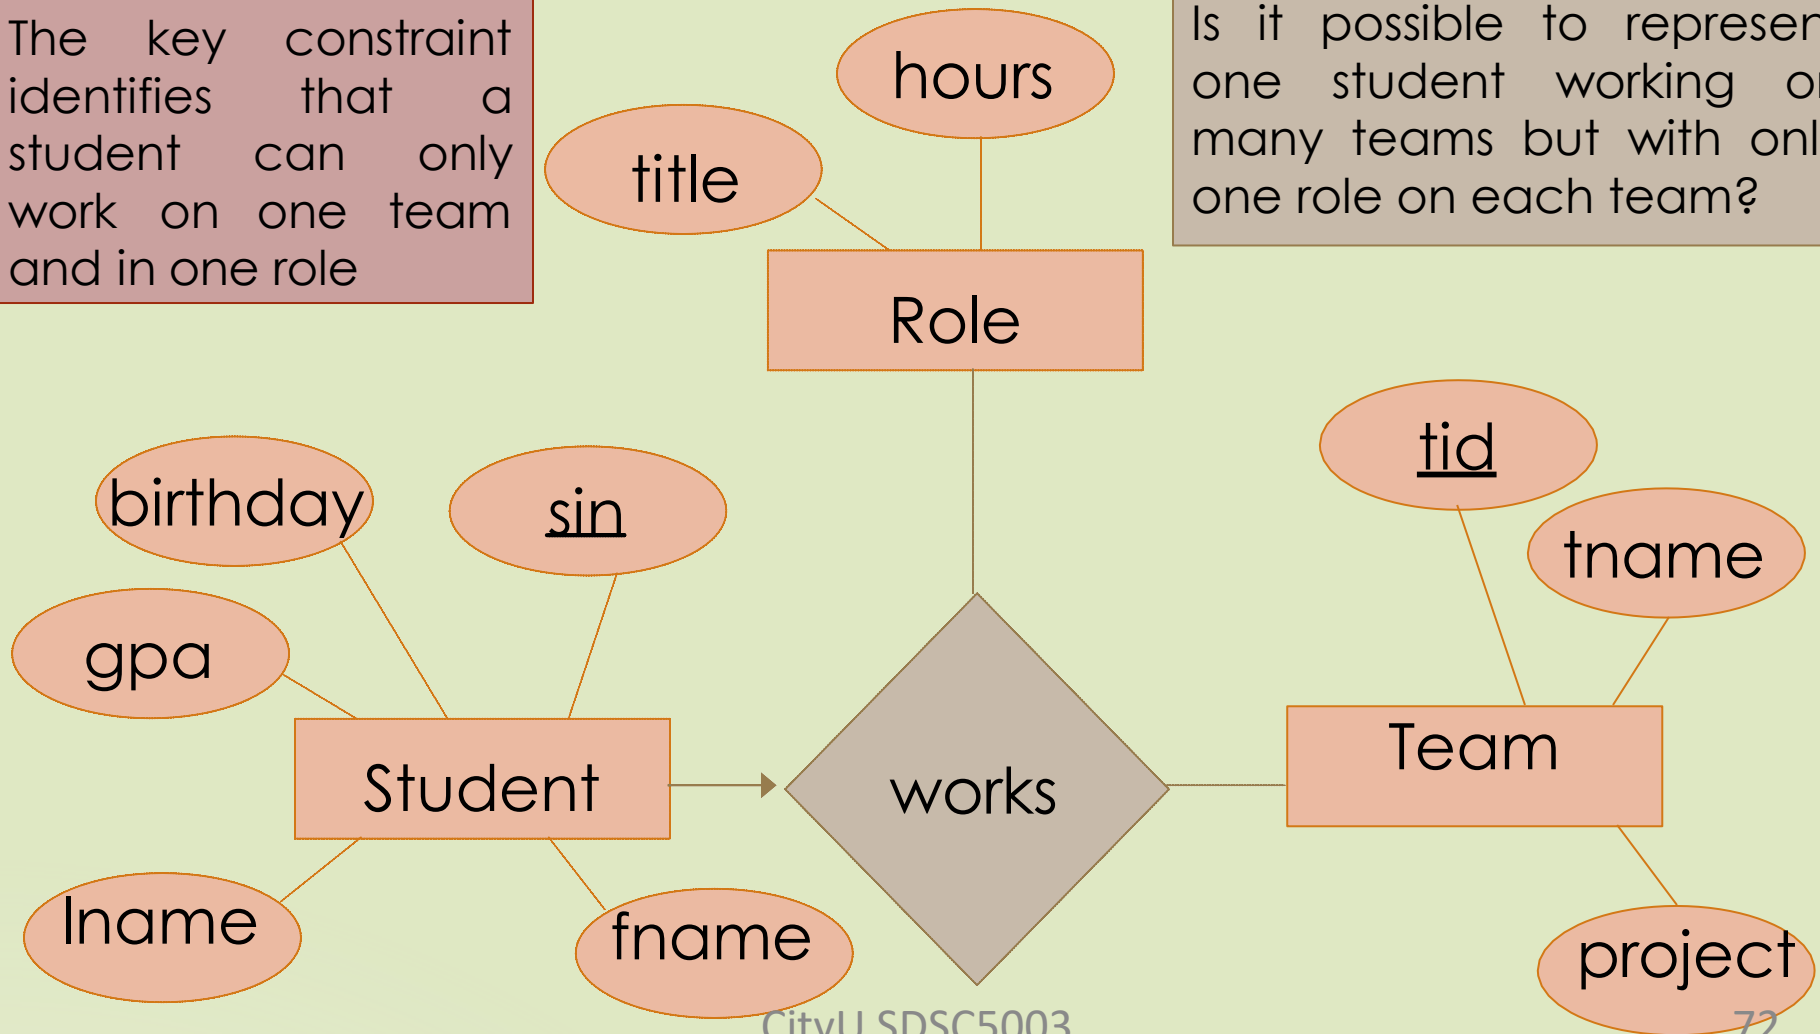 The key constraint
identifies that a
student can only
work on one team
and in one role
hours
title
Is it possible to represen
one student working o
many teams but with onl
one role on each team?
Role
birthday
sin
tid
tname
gpa
Student
works
Team
lname
fname
project
CityU SDSC5003
72